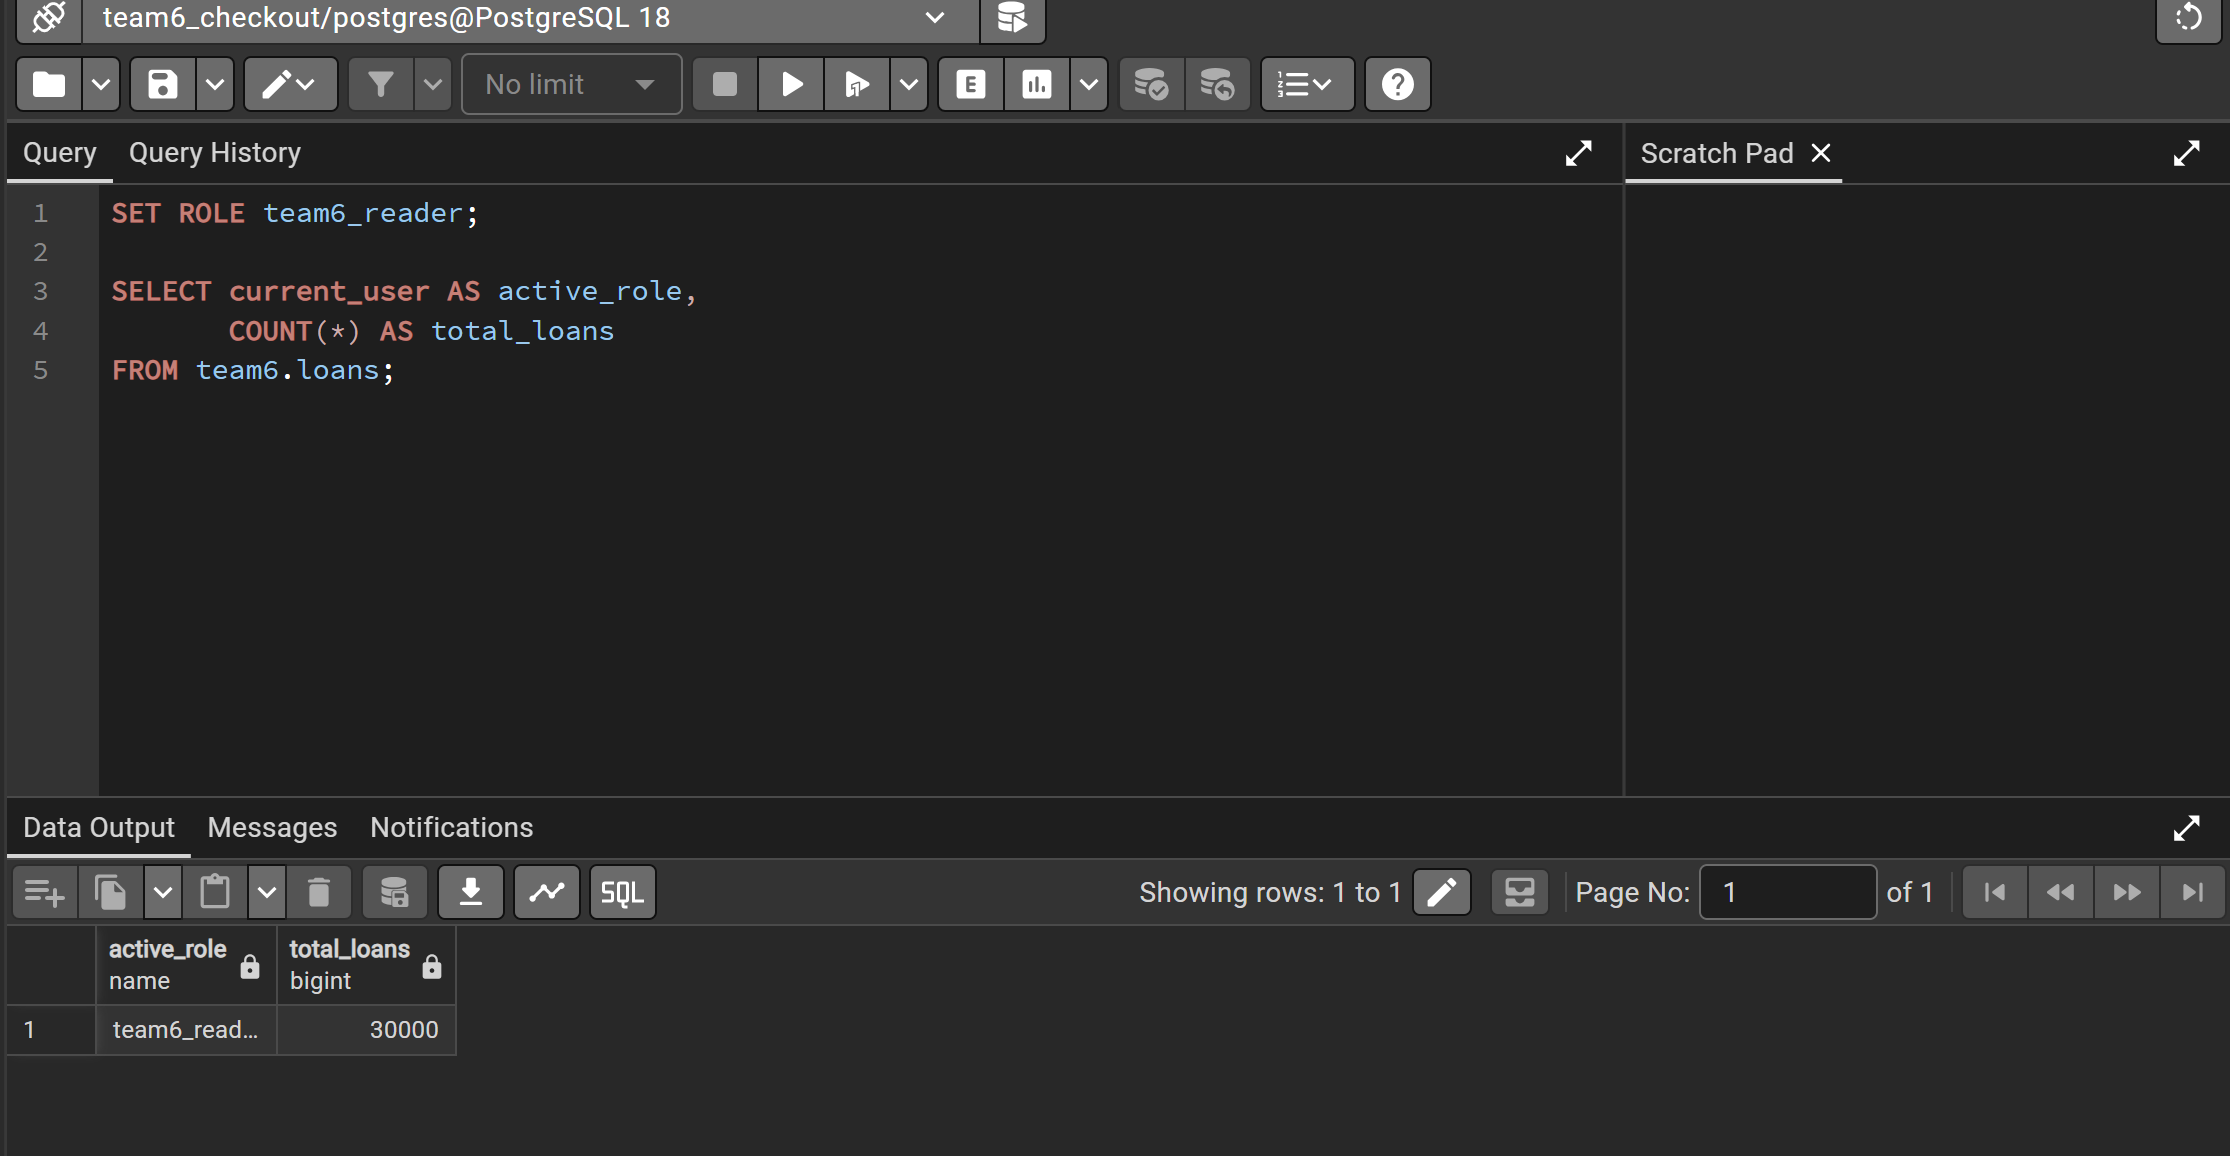 team6_checkout/postgres@PostgreSQL 18
No limit
Query Query History
Scratch Pad
1 SET ROLE team6_reader;
2
3 SELECT current_user AS active_role,
4 COUNT(*) AS total_loans
5 FROM team6.loans;
Data Output Messages Notifications
SQL Showing rows: 1 to 1 Page No: 1 of 1
active_role total_loans
name bigint
1 team6_read... 30000